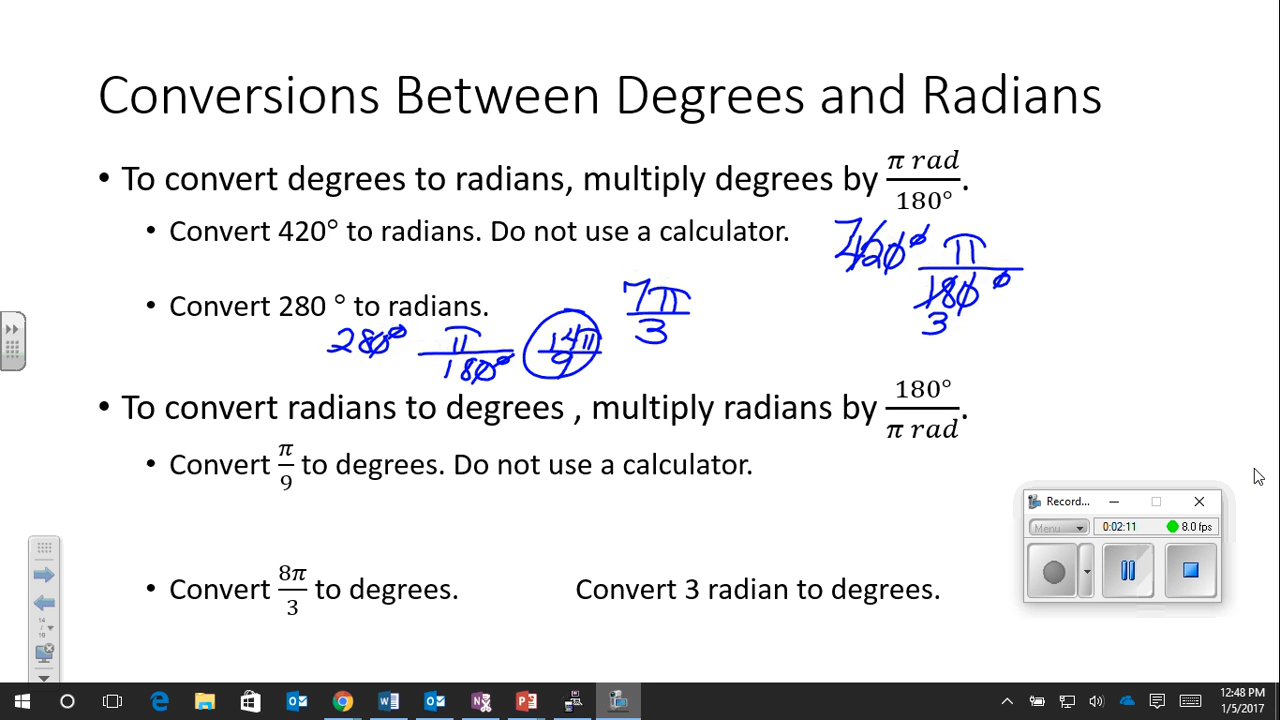 Conversions Between Degrees and Radians
• To convert degrees to radians, multiply degrees by π rad / 180°.
• Convert 420° to radians. Do not use a calculator.
7 420° π / 180° 3
• Convert 280 ° to radians.
7π / 3
280° π / 180° 14π / 9
• To convert radians to degrees , multiply radians by 180° / π rad.
• Convert π/9 to degrees. Do not use a calculator.
Record...
Menu 0:02:11 8.0 fps
• Convert 8π/3 to degrees. Convert 3 radian to degrees.
14
/
18
12:48 PM
1/5/2017